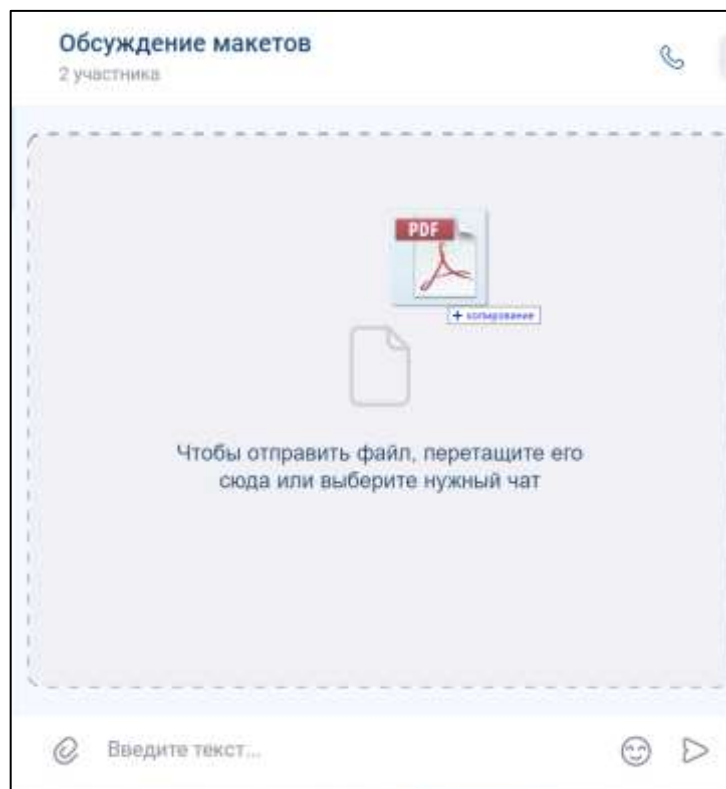 Обсуждение макетов
2 участника
PDF
+ копирование
Чтобы отправить файл, перетащите его
сюда или выберите нужный чат
Введите текст...